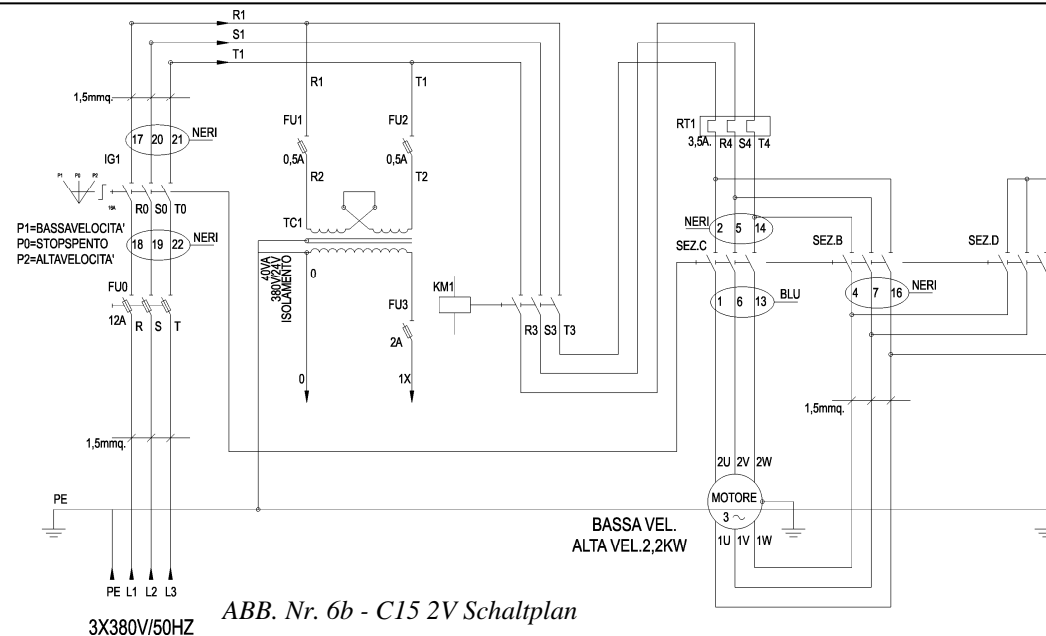 R1
S1
T1
R1
T1
1,5mmq.
FU1
FU2
RT1
17 20 21
NERI
3,5A.
R4 S4 T4
IG1
0,5A
0,5A
P1 P0 P2
R2
T2
16A
R0 S0 T0
TC1
NERI
2 5 14
P1=BASSAVELOCITA'
P0=STOPSPENTO
P2=ALTAVELOCITA'
18 19 22
NERI
SEZ.C
SEZ.B
SEZ.D
40VA
380V/24V
ISOLAMENTO
0
FU0
FU3
KM1
1 6 13
BLU
4 7 16
NERI
12A
R S T
2A
R3 S3 T3
0
1X
1,5mmq.
1,5mmq.
2U 2V 2W
PE
MOTORE
3 ~
BASSA VEL.
ALTA VEL.2,2KW
1U 1V 1W
PE L1 L2 L3
ABB. Nr. 6b - C15 2V Schaltplan
3X380V/50HZ